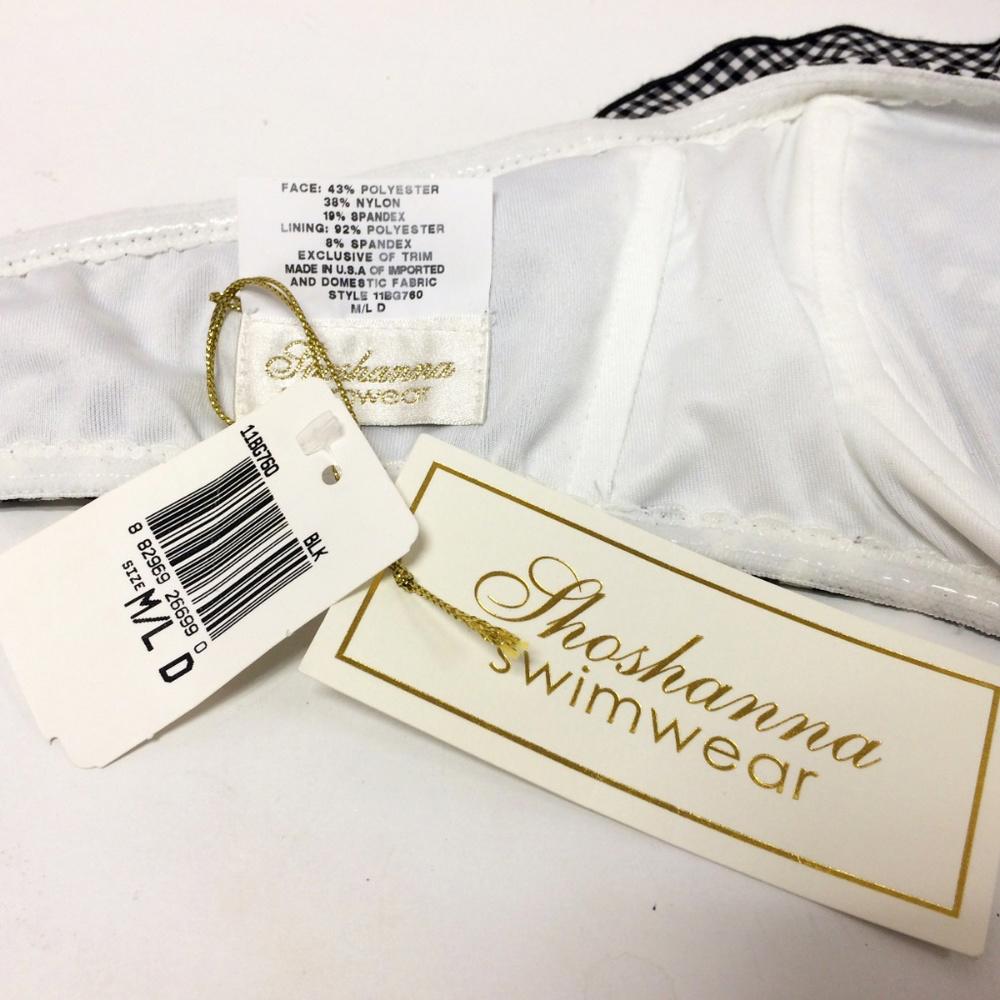 FACE: 43% POLYESTER
38% NYLON
19% SPANDEX
LINING: 92% POLYESTER
8% SPANDEX
EXCLUSIVE OF TRIM
MADE IN U.S.A OF IMPORTED
AND DOMESTIC FABRIC
STYLE 11BG760
M/L D
Shoshanna
swimwear
11BG760
BLK
8 82969 26699 0
SIZE M/L D
Shoshanna
swimwear